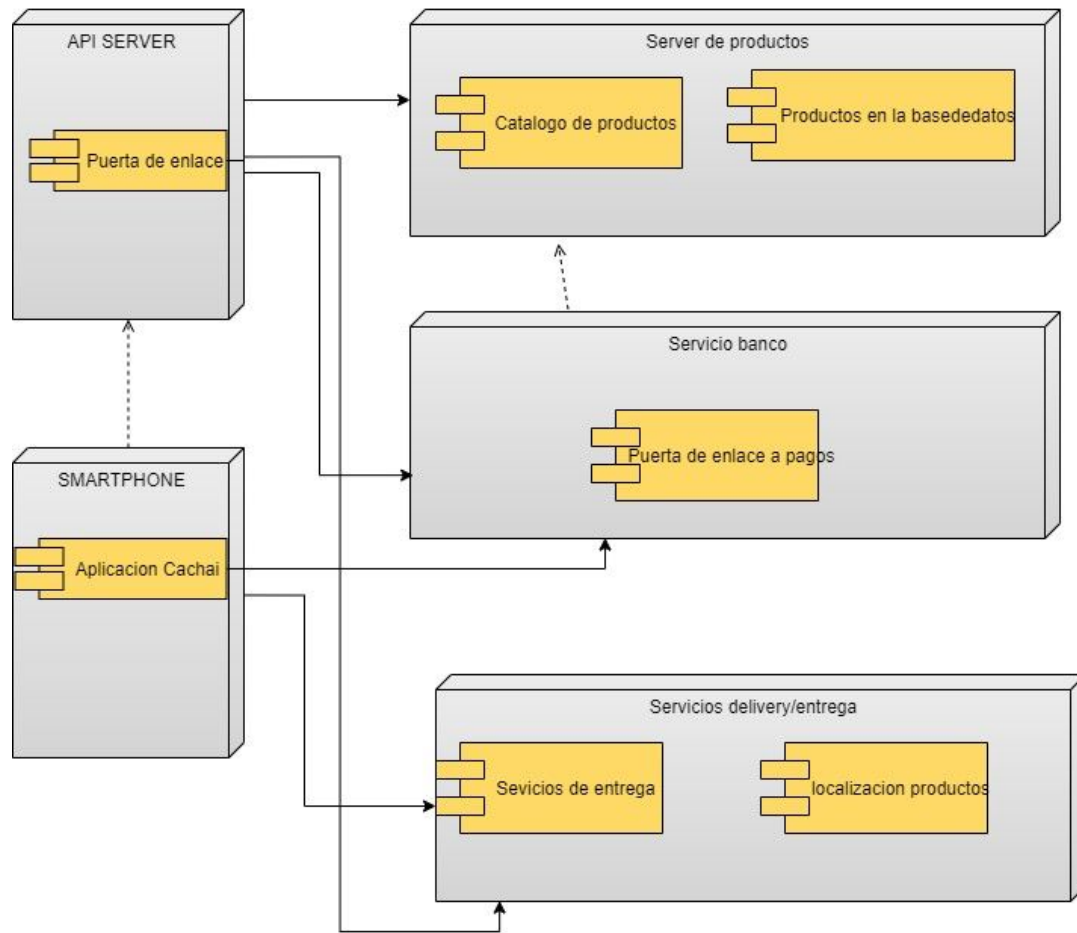 API SERVER
Puerta de enlace
Server de productos
Catalogo de productos
Productos en la basededatos
Servicio banco
Puerta de enlace a pagos
SMARTPHONE
Aplicacion Cachai
Servicios delivery/entrega
Sevicios de entrega
localizacion productos